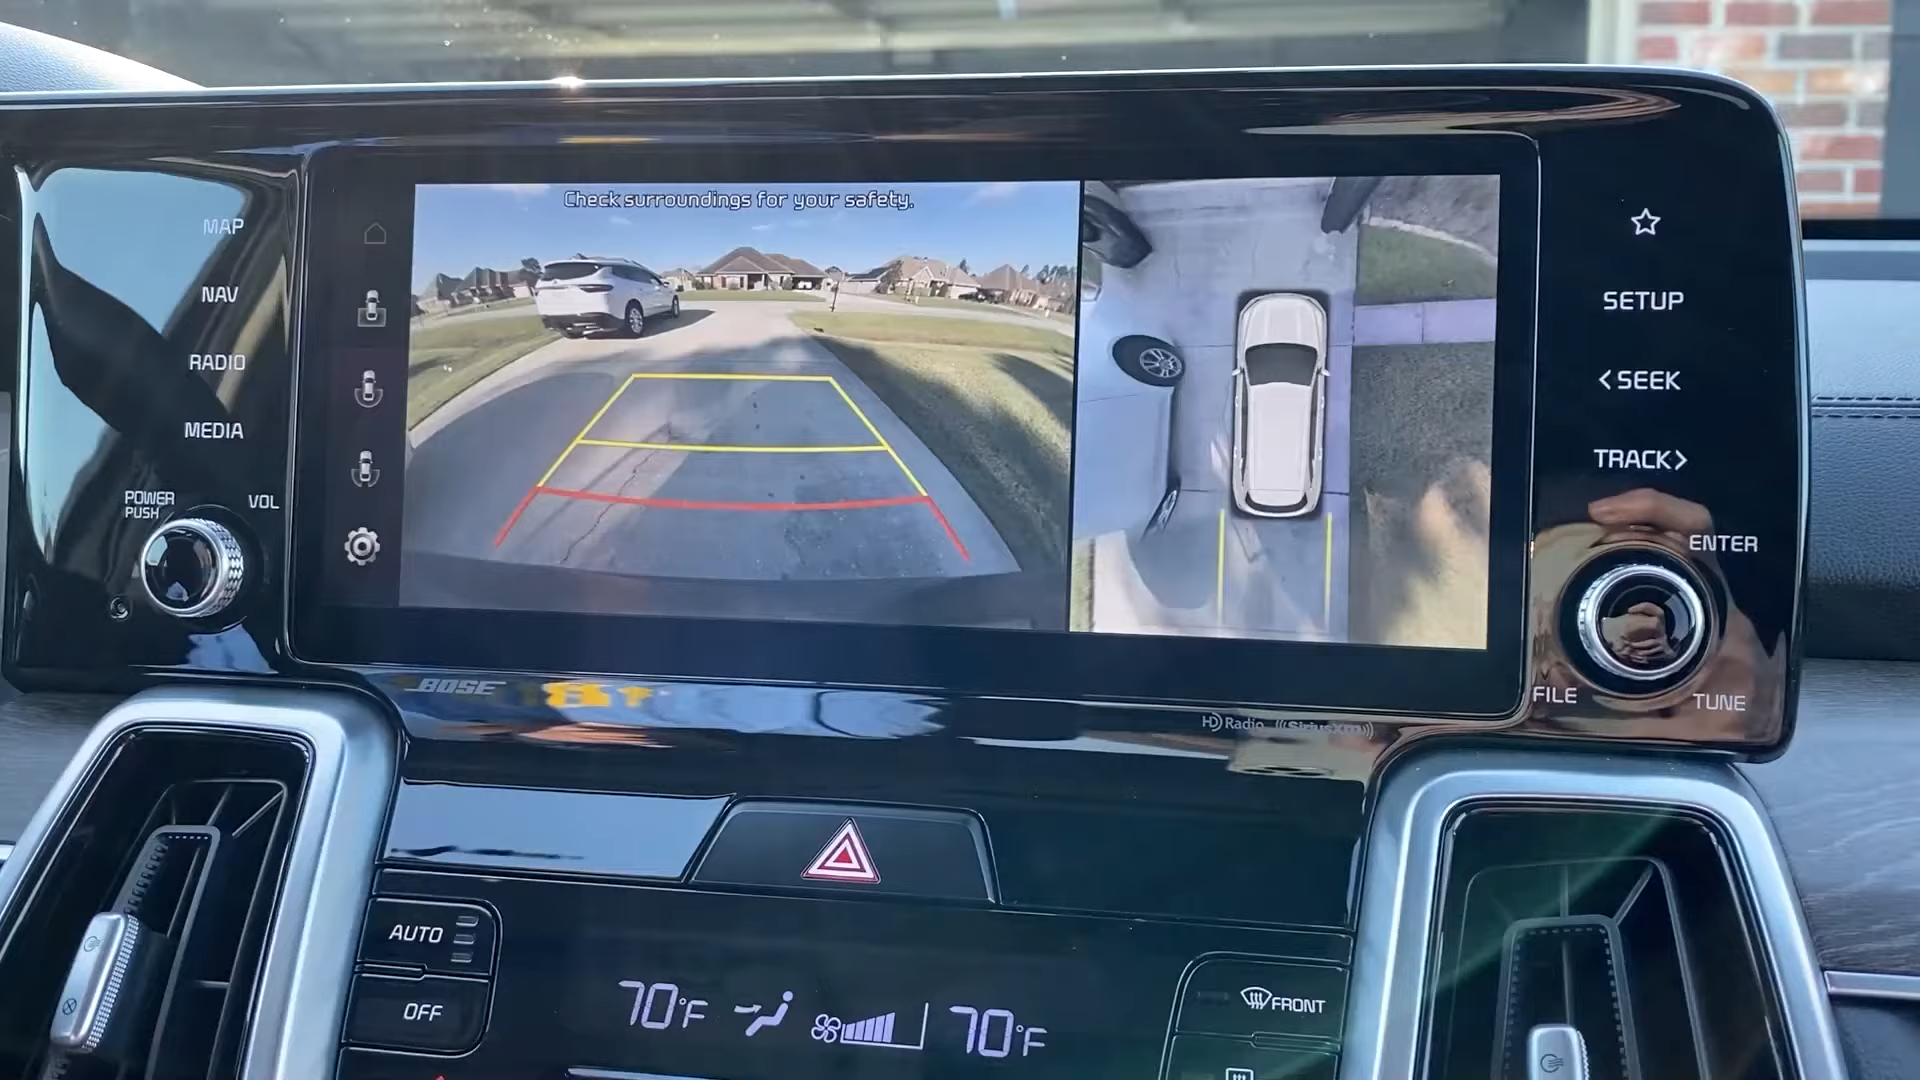 Check surroundings for your safety.
MAP
NAV
RADIO
MEDIA
POWER
PUSH
VOL
SETUP
<SEEK
TRACK>
ENTER
FILE
TUNE
BOSE
HD Radio
((SiriusXM))
AUTO
OFF
70°F
70°F
FRONT